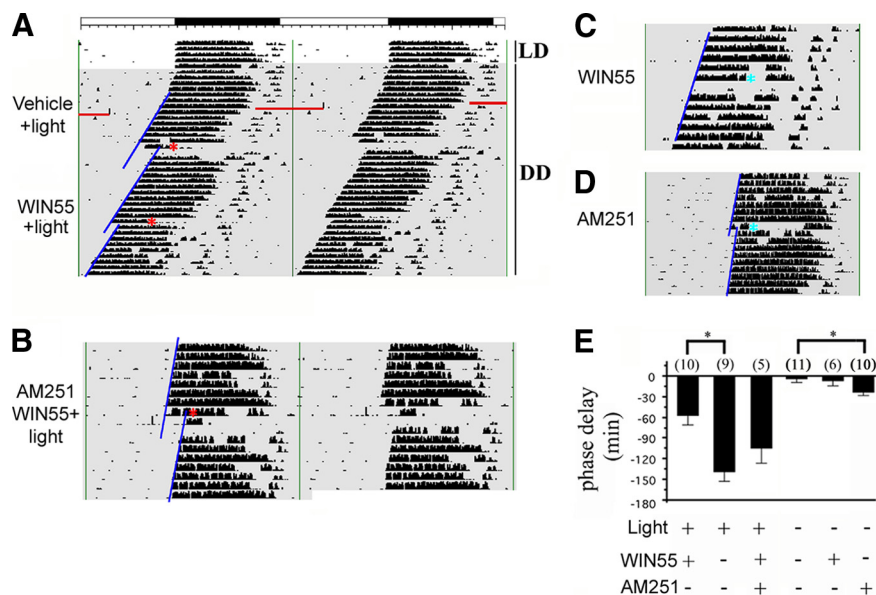 A
LD
Vehicle
+light
WIN55
+light
DD
B
AM251
WIN55+
light
C
WIN55
*
D
AM251
*
E
* *
(10) (9) (5) (11) (6) (10)
0
-30
-60
-90
-120
-150
-180
phase delay
(min)
Light + + + - - -
WIN55 + - + - + -
AM251 - - + - - +